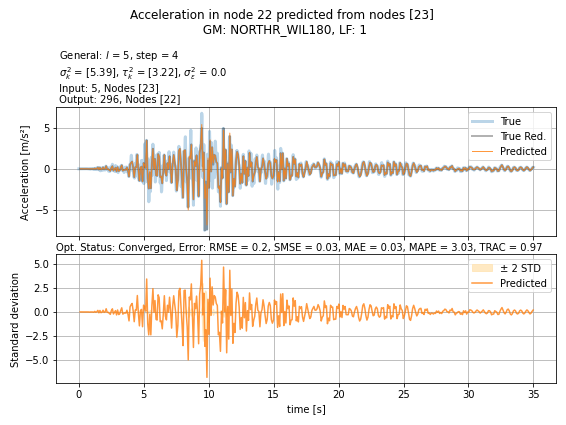 Acceleration in node 22 predicted from nodes [23]
GM: NORTHR_WIL180, LF: 1
General: l = 5, step = 4
σ²ₖ = [5.39], τ²ₖ = [3.22], σ²ε = 0.0
Input: 5, Nodes [23]
Output: 296, Nodes [22]
Acceleration [m/s²]
5
0
−5
True
True Red.
Predicted
Opt. Status: Converged, Error: RMSE = 0.2, SMSE = 0.03, MAE = 0.03, MAPE = 3.03, TRAC = 0.97
Standard deviation
5.0
2.5
0.0
−2.5
−5.0
± 2 STD
Predicted
0 5 10 15 20 25 30 35
time [s]